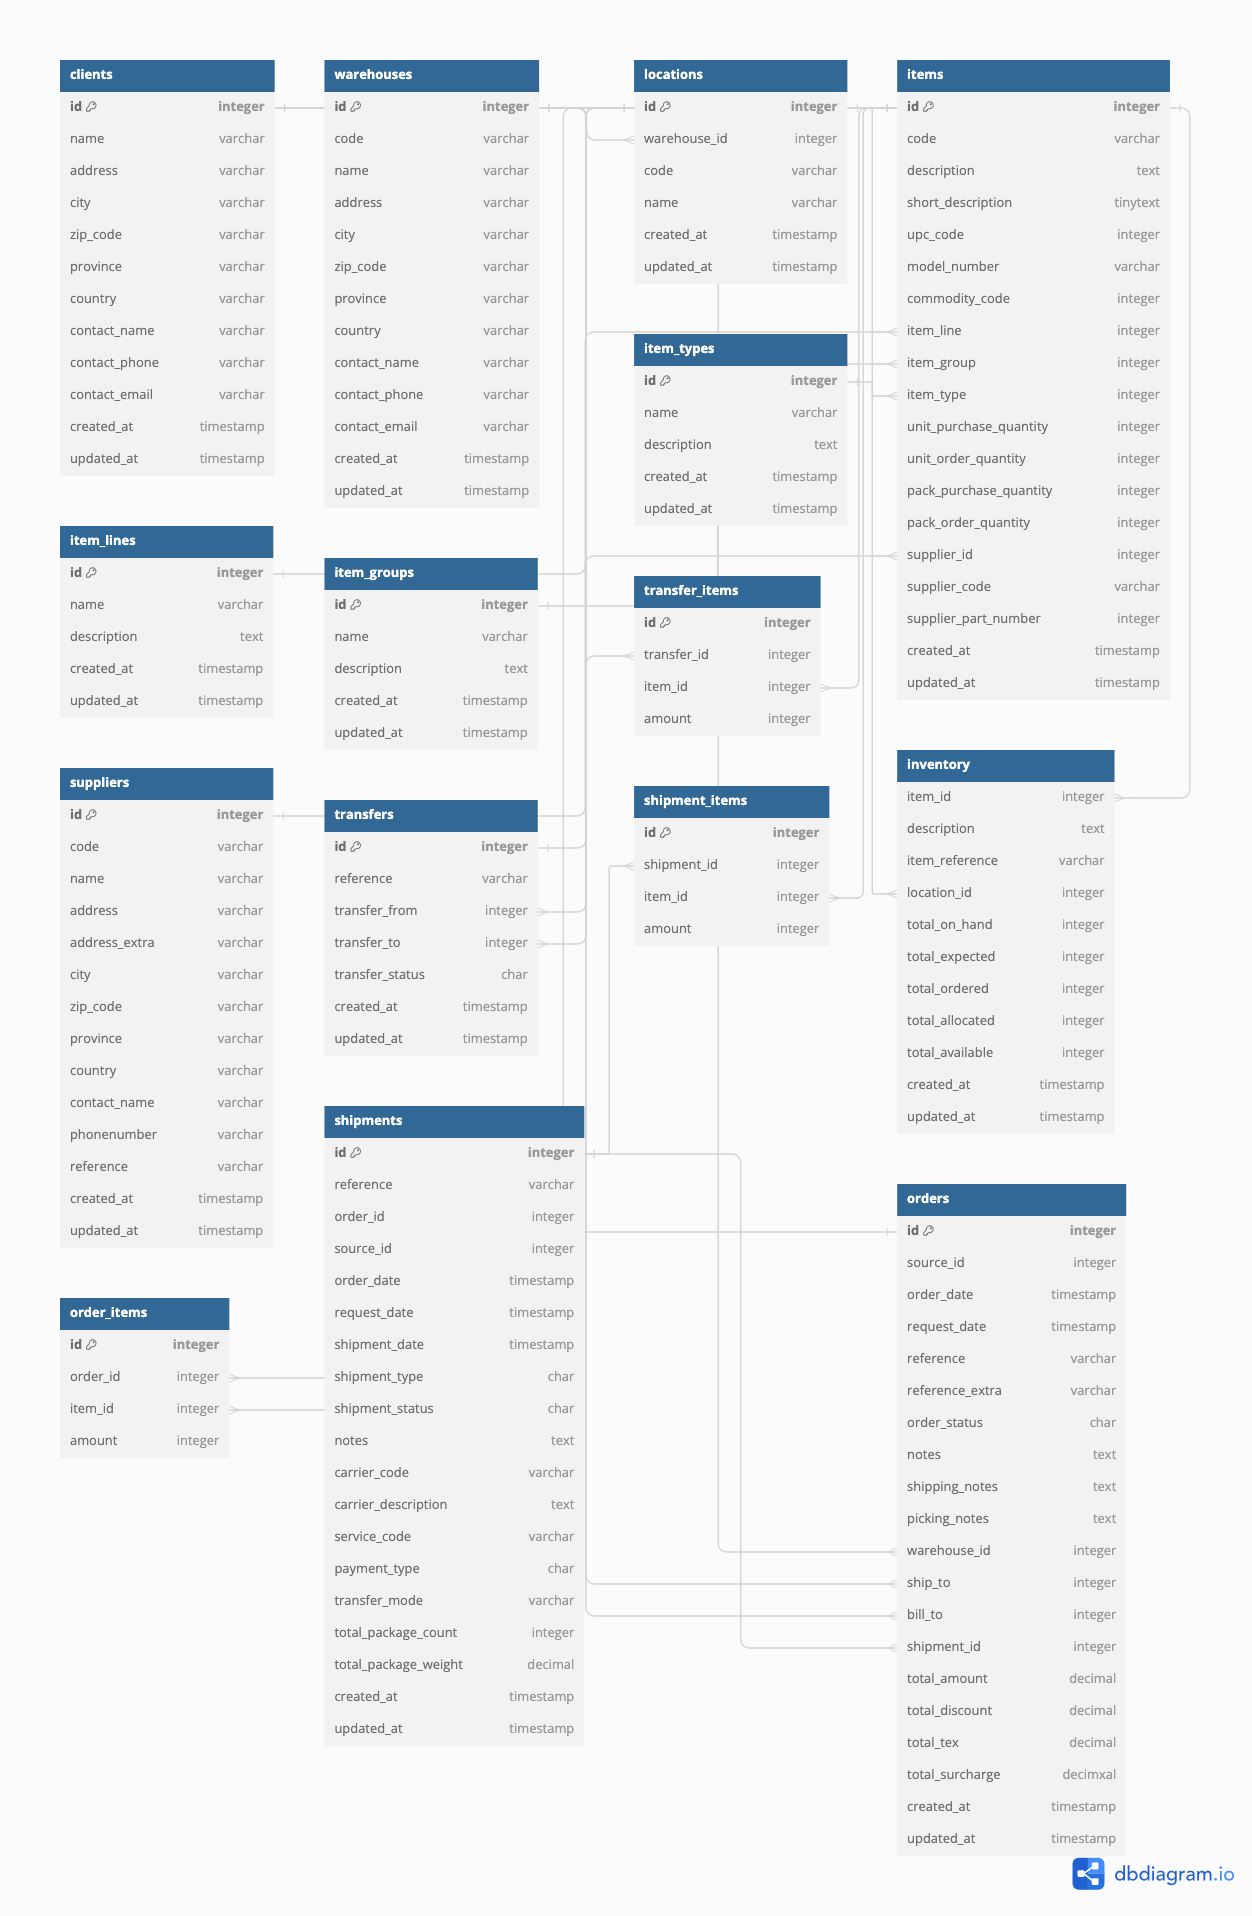 clients
id integer
name varchar
address varchar
city varchar
zip_code varchar
province varchar
country varchar
contact_name varchar
contact_phone varchar
contact_email varchar
created_at timestamp
updated_at timestamp
warehouses
id integer
code varchar
name varchar
address varchar
city varchar
zip_code varchar
province varchar
country varchar
contact_name varchar
contact_phone varchar
contact_email varchar
created_at timestamp
updated_at timestamp
locations
id integer
warehouse_id integer
code varchar
name varchar
created_at timestamp
updated_at timestamp
items
id integer
code varchar
description text
short_description tinytext
upc_code integer
model_number varchar
commodity_code integer
item_line integer
item_group integer
item_type integer
unit_purchase_quantity integer
unit_order_quantity integer
pack_purchase_quantity integer
pack_order_quantity integer
supplier_id integer
supplier_code varchar
supplier_part_number integer
created_at timestamp
updated_at timestamp
item_types
id integer
name varchar
description text
created_at timestamp
updated_at timestamp
item_lines
id integer
name varchar
description text
created_at timestamp
updated_at timestamp
item_groups
id integer
name varchar
description text
created_at timestamp
updated_at timestamp
transfer_items
id integer
transfer_id integer
item_id integer
amount integer
suppliers
id integer
code varchar
name varchar
address varchar
address_extra varchar
city varchar
zip_code varchar
province varchar
country varchar
contact_name varchar
phonenumber varchar
reference varchar
created_at timestamp
updated_at timestamp
transfers
id integer
reference varchar
transfer_from integer
transfer_to integer
transfer_status char
created_at timestamp
updated_at timestamp
shipment_items
id integer
shipment_id integer
item_id integer
amount integer
inventory
item_id integer
description text
item_reference varchar
location_id integer
total_on_hand integer
total_expected integer
total_ordered integer
total_allocated integer
total_available integer
created_at timestamp
updated_at timestamp
shipments
id integer
reference varchar
order_id integer
source_id integer
order_date timestamp
request_date timestamp
shipment_date timestamp
shipment_type char
shipment_status char
notes text
carrier_code varchar
carrier_description text
service_code varchar
payment_type char
transfer_mode varchar
total_package_count integer
total_package_weight decimal
created_at timestamp
updated_at timestamp
orders
id integer
source_id integer
order_date timestamp
request_date timestamp
reference varchar
reference_extra varchar
order_status char
notes text
shipping_notes text
picking_notes text
warehouse_id integer
ship_to integer
bill_to integer
shipment_id integer
total_amount decimal
total_discount decimal
total_tex decimal
total_surcharge decimxal
created_at timestamp
updated_at timestamp
order_items
id integer
order_id integer
item_id integer
amount integer
dbdiagram.io